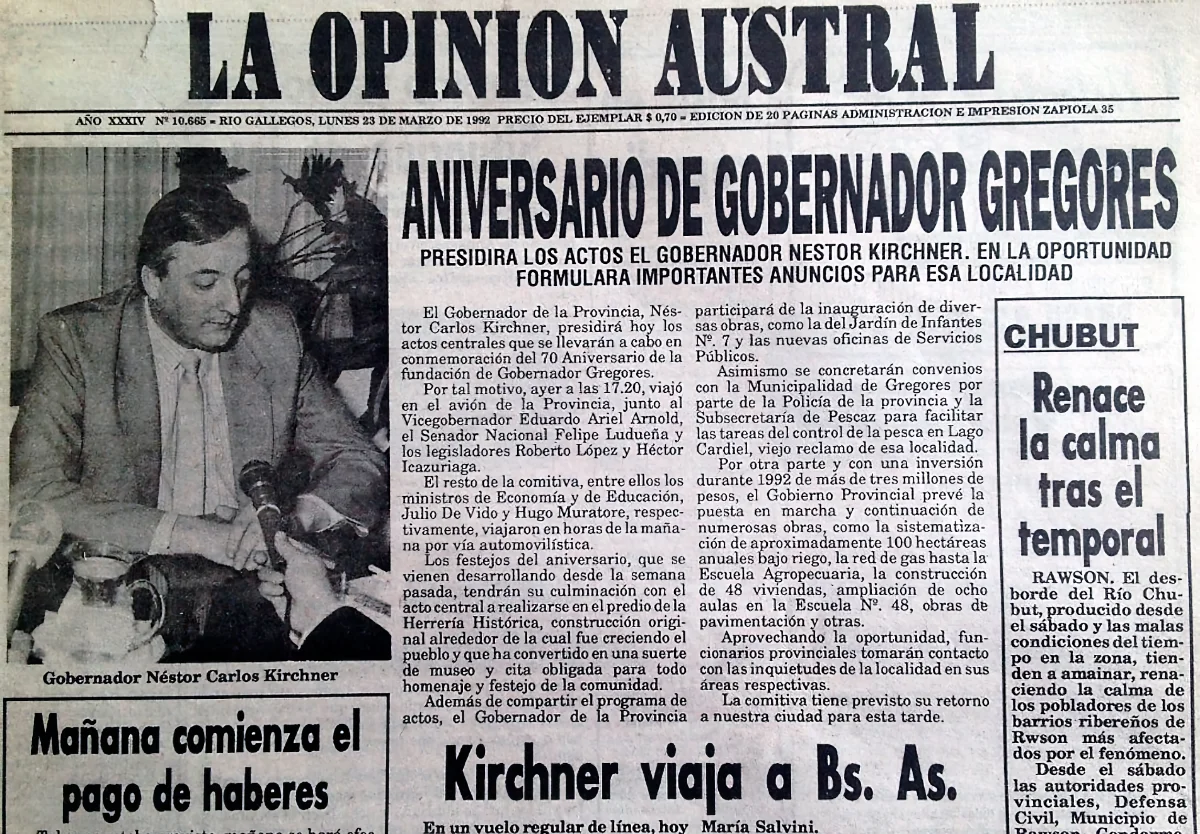 LA OPINION AUSTRAL
AÑO XXXIV Nº 10.665 = RIO GALLEGOS, LUNES 23 DE MARZO DE 1992 PRECIO DEL EJEMPLAR $ 0,70 = EDICION DE 20 PAGINAS ADMINISTRACION E IMPRESION ZAPIOLA 35
ANIVERSARIO DE GOBERNADOR GREGORES
PRESIDIRA LOS ACTOS EL GOBERNADOR NESTOR KIRCHNER. EN LA OPORTUNIDAD
FORMULARA IMPORTANTES ANUNCIOS PARA ESA LOCALIDAD
El Gobernador de la Provincia, Nés-
tor Carlos Kirchner, presidirá hoy los
actos centrales que se llevarán a cabo en
conmemoración del 70 Aniversario de la
fundación de Gobernador Gregores.
Por tal motivo, ayer a las 17.20, viajó
en el avión de la Provincia, junto al
Vicegobernador Eduardo Ariel Arnold,
el Senador Nacional Felipe Ludueña y
los legisladores Roberto López y Héctor
Icazuriaga.
El resto de la comitiva, entre ellos los
ministros de Economía y de Educación,
Julio De Vido y Hugo Muratore, respec-
tivamente, viajaron en horas de la maña-
na por vía automovilística.
Los festejos del aniversario, que se
vienen desarrollando desde la semana
pasada, tendrán su culminación con el
acto central a realizarse en el predio de la
Herrería Histórica, construcción origi-
nal alrededor de la cual fue creciendo el
pueblo y que ha convertido en una suerte
de museo y cita obligada para todo
homenaje y festejo de la comunidad.
Además de compartir el programa de
actos, el Gobernador de la Provincia
participará de la inauguración de diver-
sas obras, como la del Jardín de Infantes
Nº. 7 y las nuevas oficinas de Servicios
Públicos.
Asimismo se concretarán convenios
con la Municipalidad de Gregores por
parte de la Policía de la provincia y la
Subsecretaría de Pescaz para facilitar
las tareas del control de la pesca en Lago
Cardiel, viejo reclamo de esa localidad.
Por otra parte y con una inversión
durante 1992 de más de tres millones de
pesos, el Gobierno Provincial prevé la
puesta en marcha y continuación de
numerosas obras, como la sistematiza-
ción de aproximadamente 100 hectáreas
anuales bajo riego, la red de gas hasta la
Escuela Agropecuaria, la construcción
de 48 viviendas, ampliación de ocho
aulas en la Escuela Nº. 48, obras de
pavimentación y otras.
Aprovechando la oportunidad, fun-
cionarios provinciales tomarán contacto
con las inquietudes de la localidad en sus
áreas respectivas.
La comitiva tiene previsto su retorno
a nuestra ciudad para esta tarde.
CHUBUT
Renace
la calma
tras el
temporal
RAWSON. El des-
borde del Río Chu-
but, producido desde
el sábado y las malas
condiciones del tiem-
po en la zona, tien-
den a amainar, rena-
ciendo la calma de
los pobladores de los
barrios ribereños de
Rwson más afecta-
dos por el fenómeno.
Desde el sábado
las autoridades pro-
vinciales, Defensa
Civil, Municipio de
Gobernador Néstor Carlos Kirchner
Mañana comienza el
pago de haberes
Kirchner viaja a Bs. As.
En un vuelo regular de línea, hoy
María Salvini.